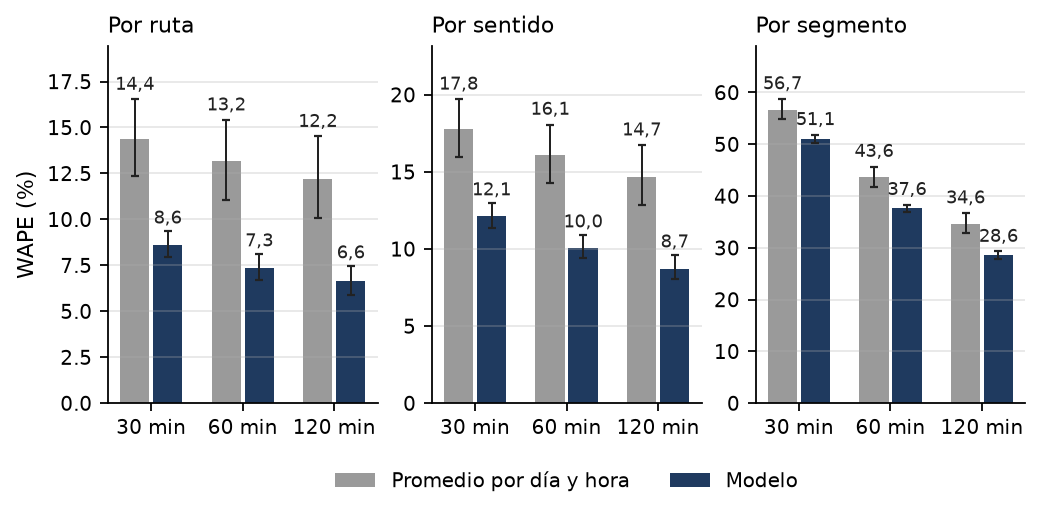 Por ruta
Por sentido
Por segmento
WAPE (%)
17.5
15.0
12.5
10.0
7.5
5.0
2.5
0.0
14,4
8,6
13,2
7,3
12,2
6,6
30 min
60 min
120 min
20
15
10
5
0
17,8
12,1
16,1
10,0
14,7
8,7
30 min
60 min
120 min
60
50
40
30
20
10
0
56,7
51,1
43,6
37,6
34,6
28,6
30 min
60 min
120 min
Promedio por día y hora
Modelo